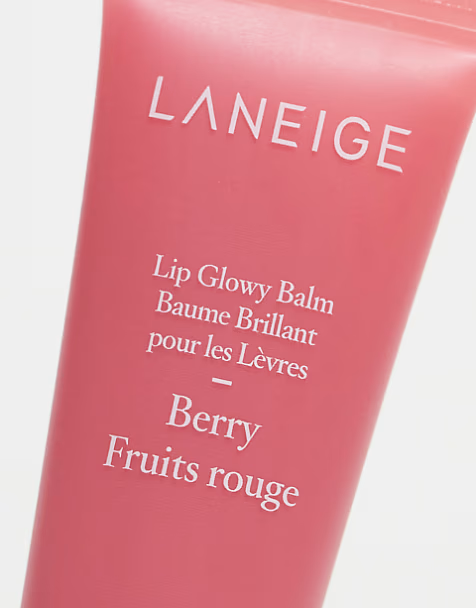 LANEIGE
Lip Glowy Balm
Baume Brillant
pour les Lèvres
Berry
Fruits rouge